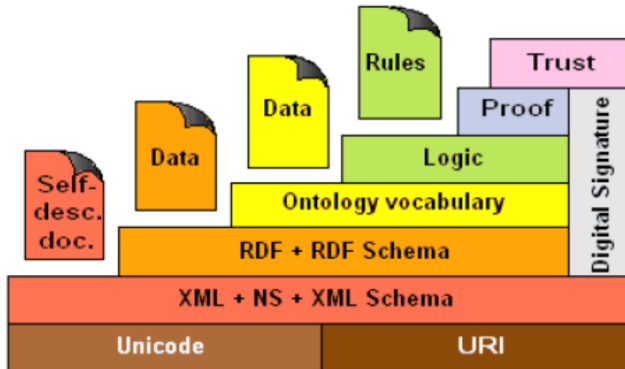 Rules
Trust
Data
Proof
Data
Logic
Self-
desc.
doc.
Ontology vocabulary
Digital Signature
RDF + RDF Schema
XML + NS + XML Schema
Unicode
URI